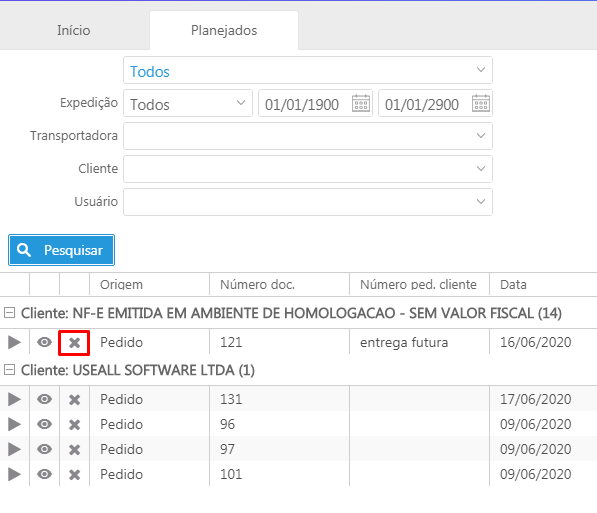 Início Planejados
Todos
Expedição Todos 01/01/1900 01/01/2900
Transportadora
Cliente
Usuário
Pesquisar
Origem Número doc. Número ped. cliente Data
Cliente: NF-E EMITIDA EM AMBIENTE DE HOMOLOGACAO - SEM VALOR FISCAL (14)
Pedido 121 entrega futura 16/06/2020
Cliente: USEALL SOFTWARE LTDA (1)
Pedido 131 17/06/2020
Pedido 96 09/06/2020
Pedido 97 09/06/2020
Pedido 101 09/06/2020